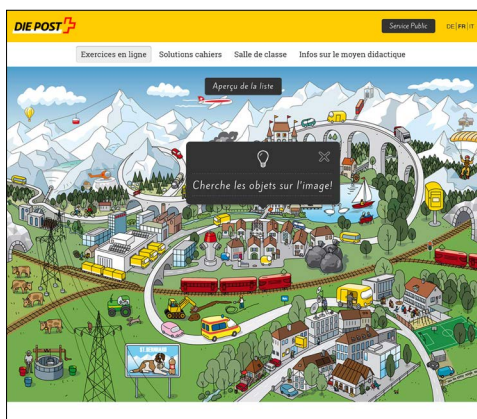 DIE POST
Service Public
DE|FR|IT
Exercices en ligne
Solutions cahiers
Salle de classe
Infos sur le moyen didactique
Aperçu de la liste
Cherche les objets sur l'image!
ST. BERNHARD